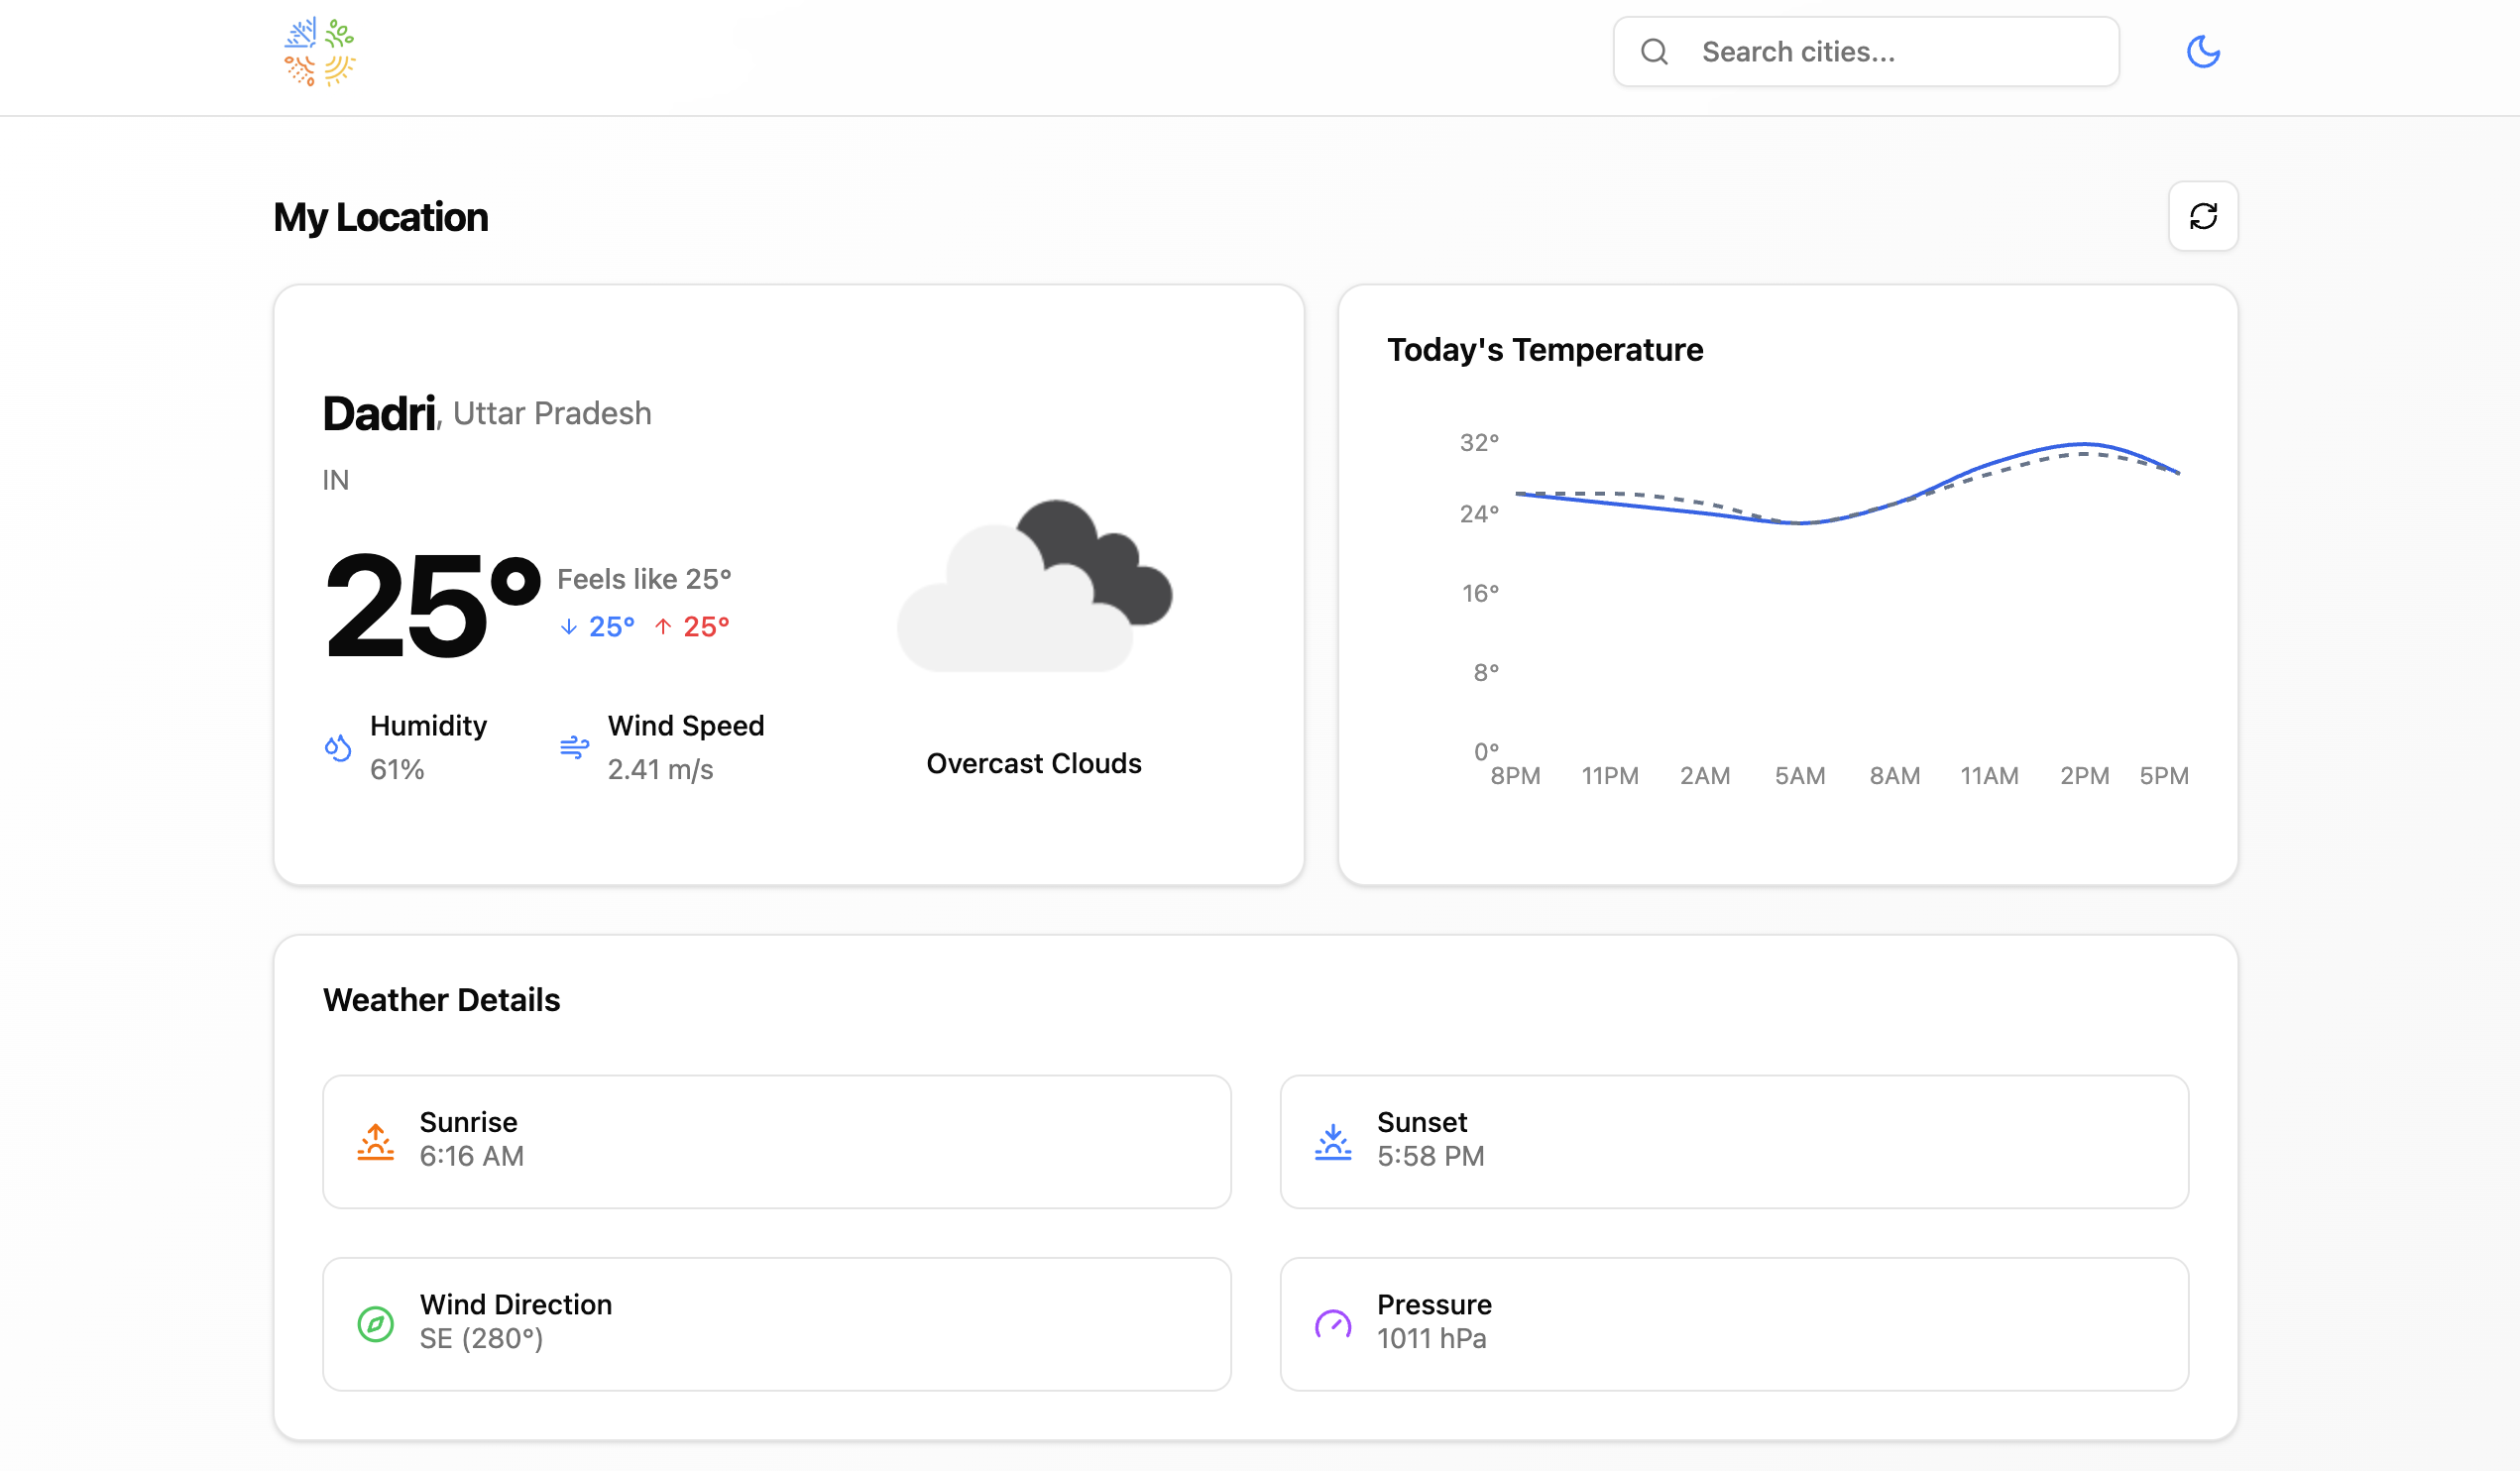 Search cities...
My Location
Dadri, Uttar Pradesh
IN
25° Feels like 25°
↓ 25° ↑ 25°
Humidity
61%
Wind Speed
2.41 m/s
Overcast Clouds
Today's Temperature
32°
24°
16°
8°
0°
8PM 11PM 2AM 5AM 8AM 11AM 2PM 5PM
Weather Details
Sunrise
6:16 AM
Sunset
5:58 PM
Wind Direction
SE (280°)
Pressure
1011 hPa